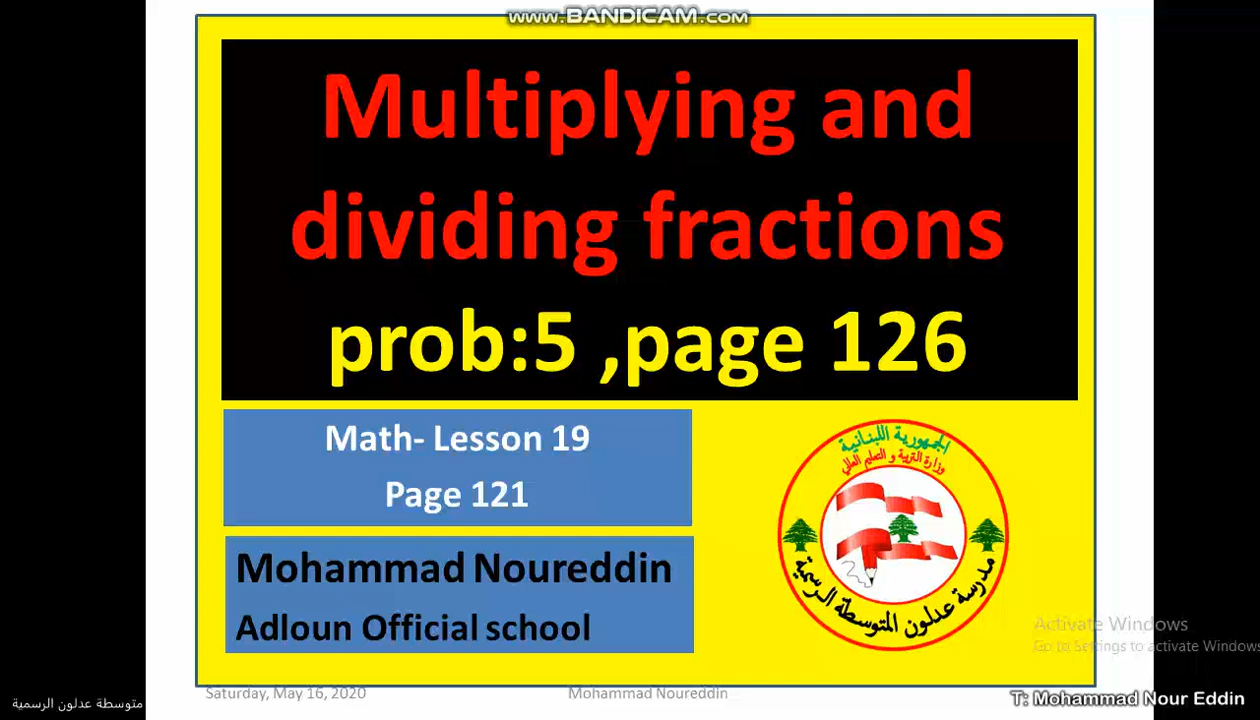 WWW.BANDICAM.COM
Multiplying and
dividing fractions
prob:5 ,page 126
Math- Lesson 19
Page 121
Mohammad Noureddin
Adloun Official school
الجمهورية اللبنانية
وزارة التربية و التعليم العالي
مدرسة عدلون المتوسطة الرسمية
Activate Windows
Go to Settings to activate Windows
Saturday, May 16, 2020
Mohammad Noureddin
متوسطة عدلون الرسمية
T: Mohammad Nour Eddin